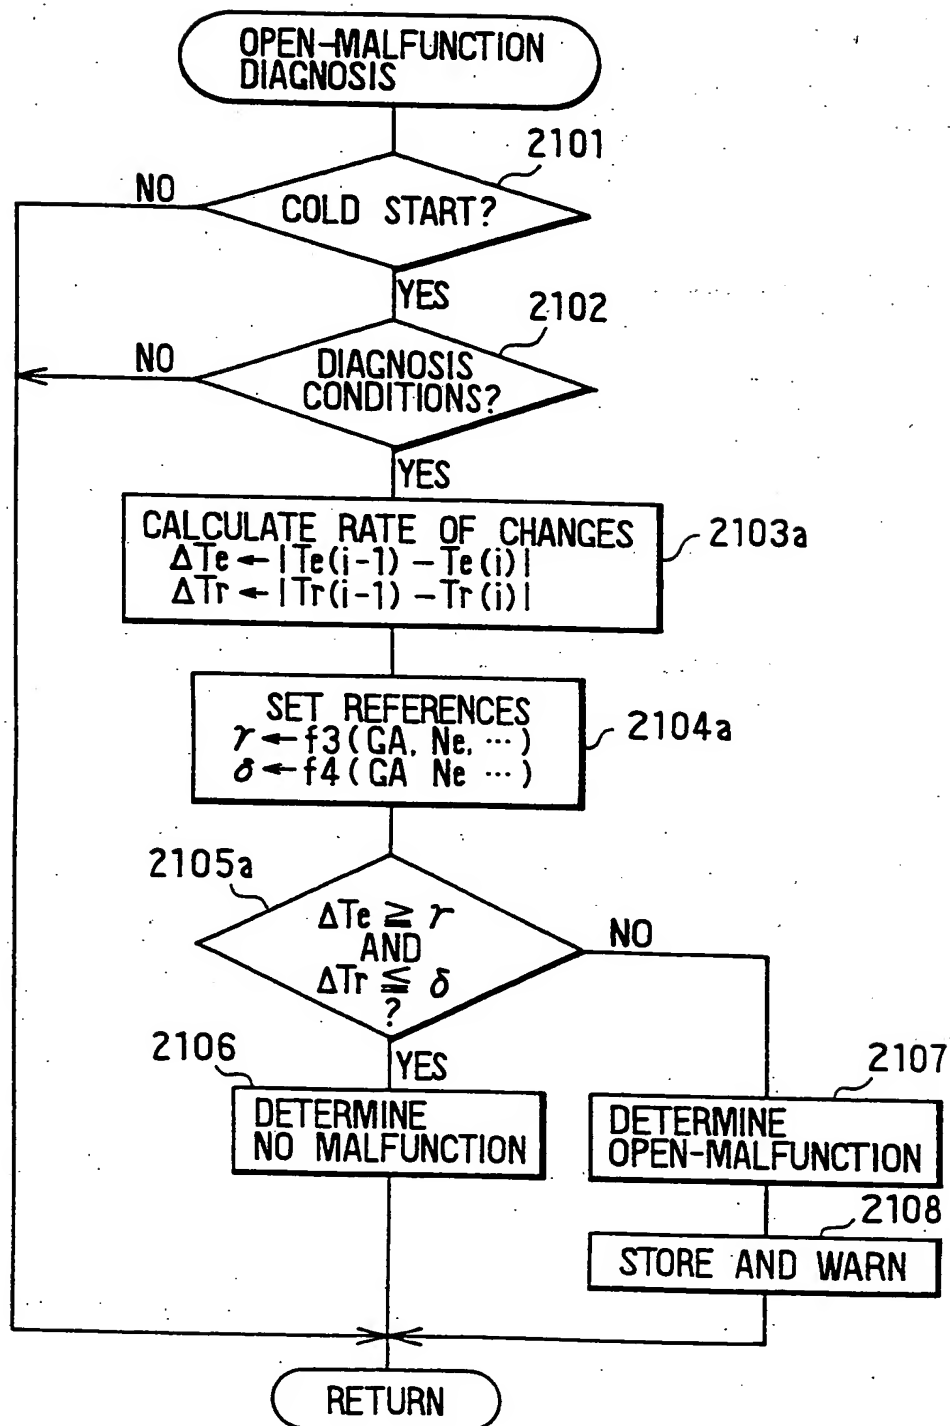 OPEN-MALFUNCTION
DIAGNOSIS
2101
NO
COLD START?
YES
2102
NO
DIAGNOSIS
CONDITIONS?
YES
CALCULATE RATE OF CHANGES
ΔTe ← |Te(i-1) - Te(i)|
ΔTr ← |Tr(i-1) - Tr(i)|
2103a
SET REFERENCES
γ ← f3(GA, Ne, ⋯)
δ ← f4(GA Ne ⋯)
2104a
2105a
ΔTe ≧ γ
AND
ΔTr ≦ δ
?
NO
2106
YES
2107
DETERMINE
NO MALFUNCTION
DETERMINE
OPEN-MALFUNCTION
2108
STORE AND WARN
RETURN